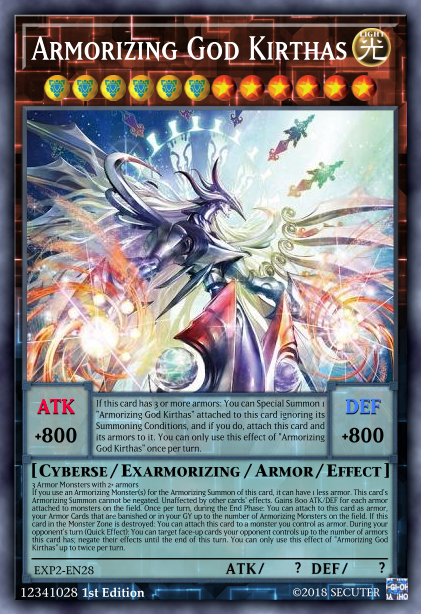 ARMORIZING GOD KIRTHAS
LIGHT
光
ATK
+800
If this card has 3 or more armors: You can Special Summon 1
"Armorizing God Kirthas" attached to this card ignoring its
Summoning Conditions, and if you do, attach this card and
its armors to it. You can only use this effect of "Armorizing
God Kirthas" once per turn.
DEF
+800
[CYBERSE / EXARMORIZING / ARMOR / EFFECT]
3 Armor Monsters with 2+ armors
If you use an Armorizing Monster(s) for the Armorizing Summon of this card, it can have 1 less armor. This card's
Armorizing Summon cannot be negated. Unaffected by other cards' effects. Gains 800 ATK/DEF for each armor
attached to monsters on the field. Once per turn, during the End Phase: You can attach to this card as armor,
your Armor Cards that are banished or in your GY up to the number of Armorizing Monsters on the field. If this
card in the Monster Zone is destroyed: You can attach this card to a monster you control as armor. During your
opponent's turn (Quick Effect): You can target face-up cards your opponent controls up to the number of armors
this card has; negate their effects until the end of this turn. You can only use this effect of "Armorizing God
Kirthas" up to twice per turn.
EXP2-EN28
ATK/ ? DEF/ ?
12341028 1st Edition
©2018 SECUTER